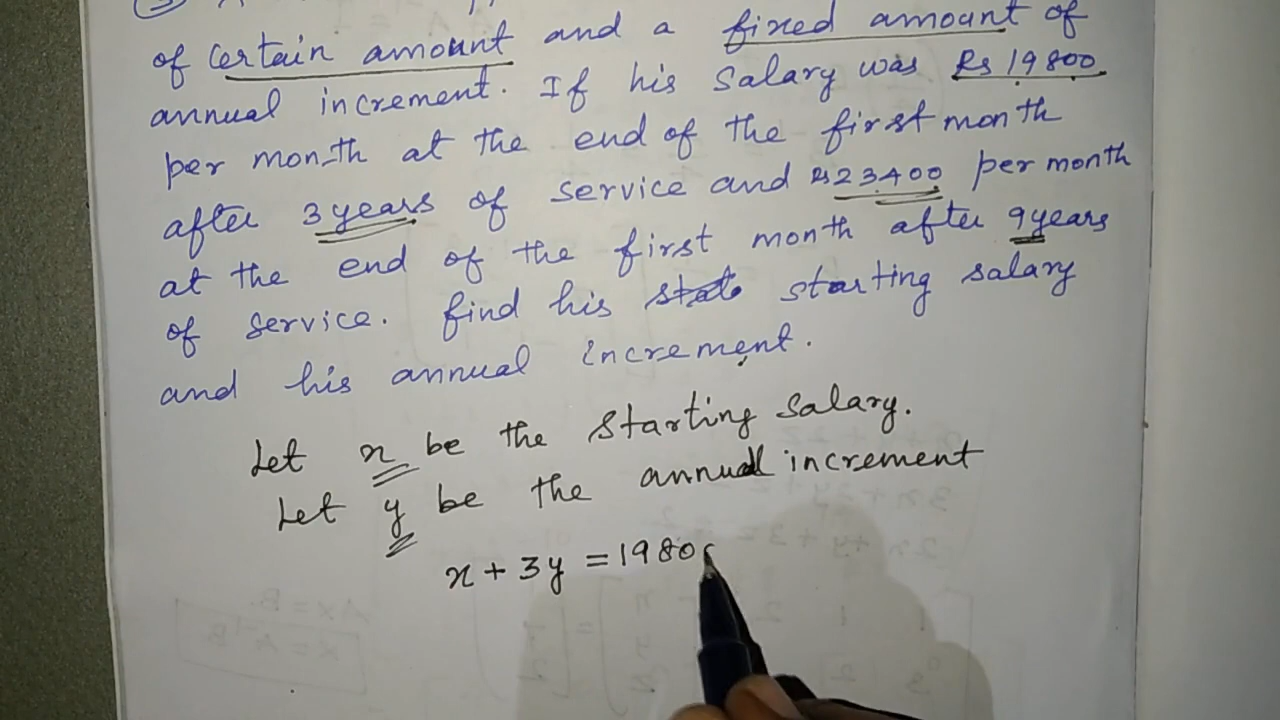 of certain amount and a fixed amount of
annual increment. If his salary was Rs 19800
per month at the end of the first month
after 3 years of service and Rs 23400 per month
at the end of the first month after 9 years
of service. find his starting salary
and his annual increment.
Let x be the starting salary.
Let y be the annual increment
x + 3y = 1980